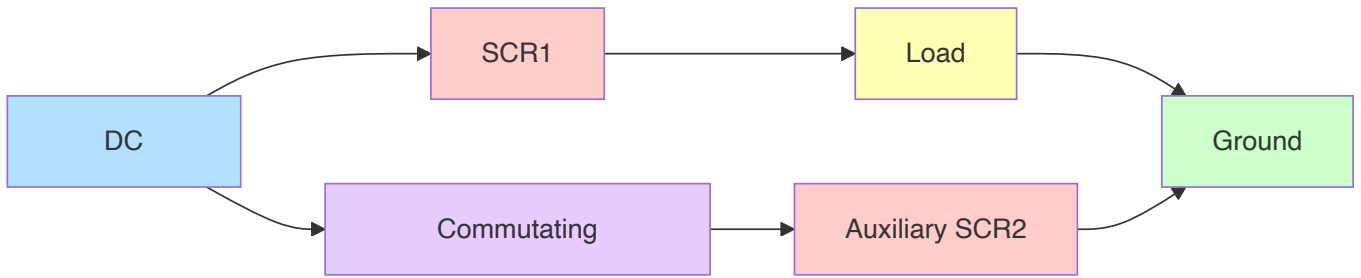 SCR1
Load
DC
Ground
Commutating
Auxiliary SCR2